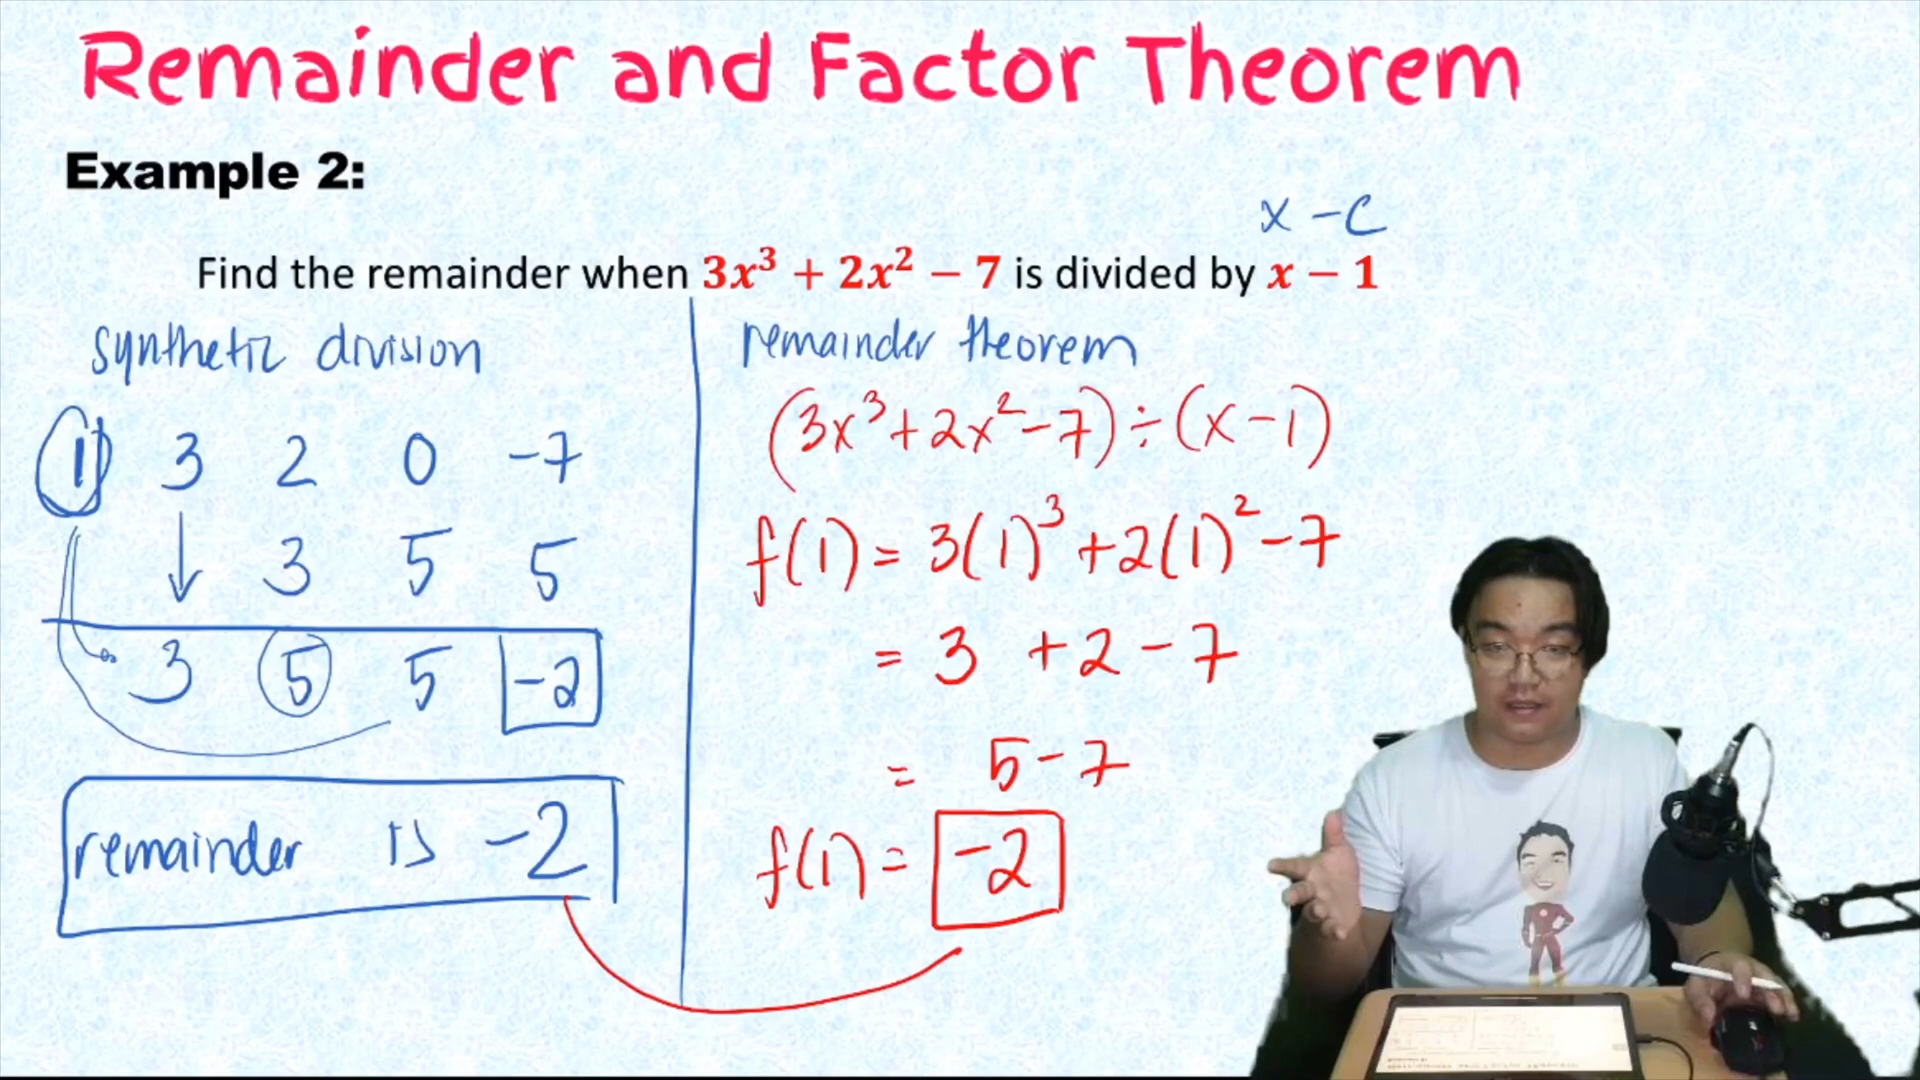 Remainder and Factor Theorem
Example 2:
x - c
Find the remainder when 3x³ + 2x² − 7 is divided by x − 1
synthetic division
1 3 2 0 -7
3 5 5
3 5 5 -2
remainder is -2
remainder theorem
(3x³+2x²-7)÷(x-1)
f(1) = 3(1)³+2(1)²-7
= 3 +2-7
= 5-7
f(1) = -2